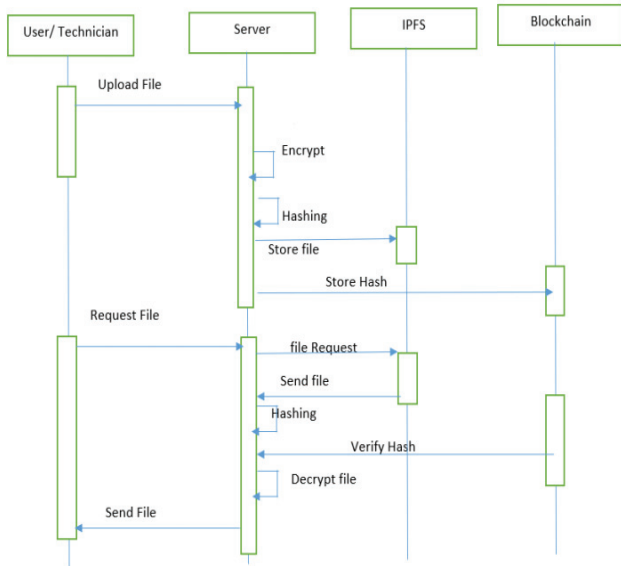 User/ Technician
Server
IPFS
Blockchain
Upload File
Encrypt
Hashing
Store file
Store Hash
Request File
file Request
Send file
Hashing
Verify Hash
Decrypt file
Send File